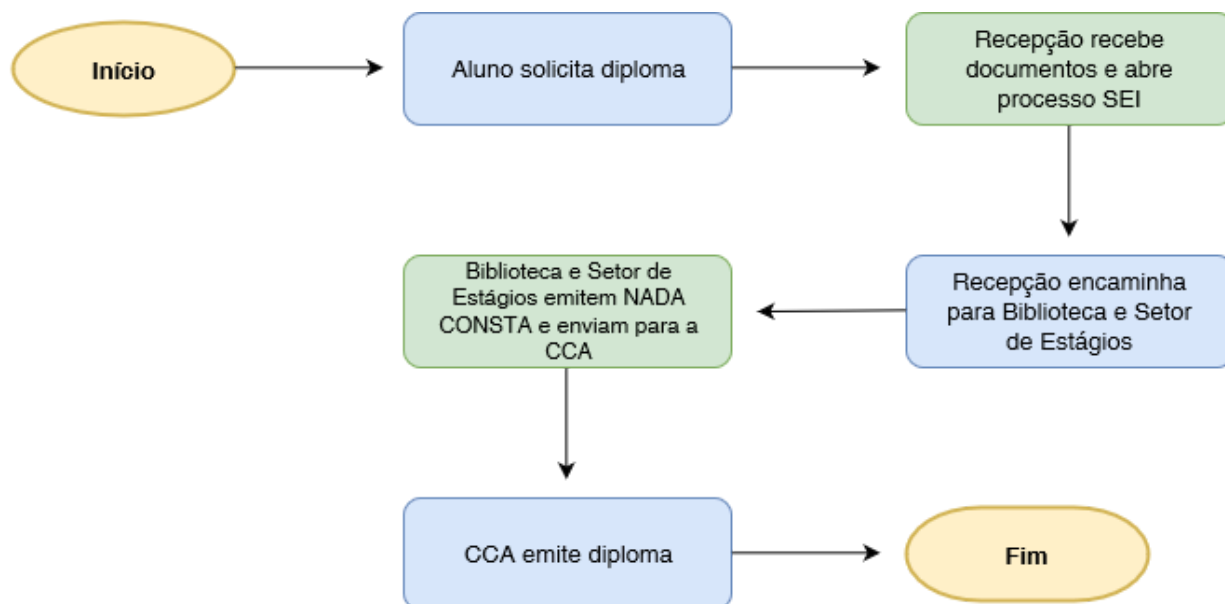 Início
Aluno solicita diploma
Recepção recebe
documentos e abre
processo SEI
Recepção encaminha
para Biblioteca e Setor
de Estágios
Biblioteca e Setor de
Estágios emitem NADA
CONSTA e enviam para a
CCA
CCA emite diploma
Fim